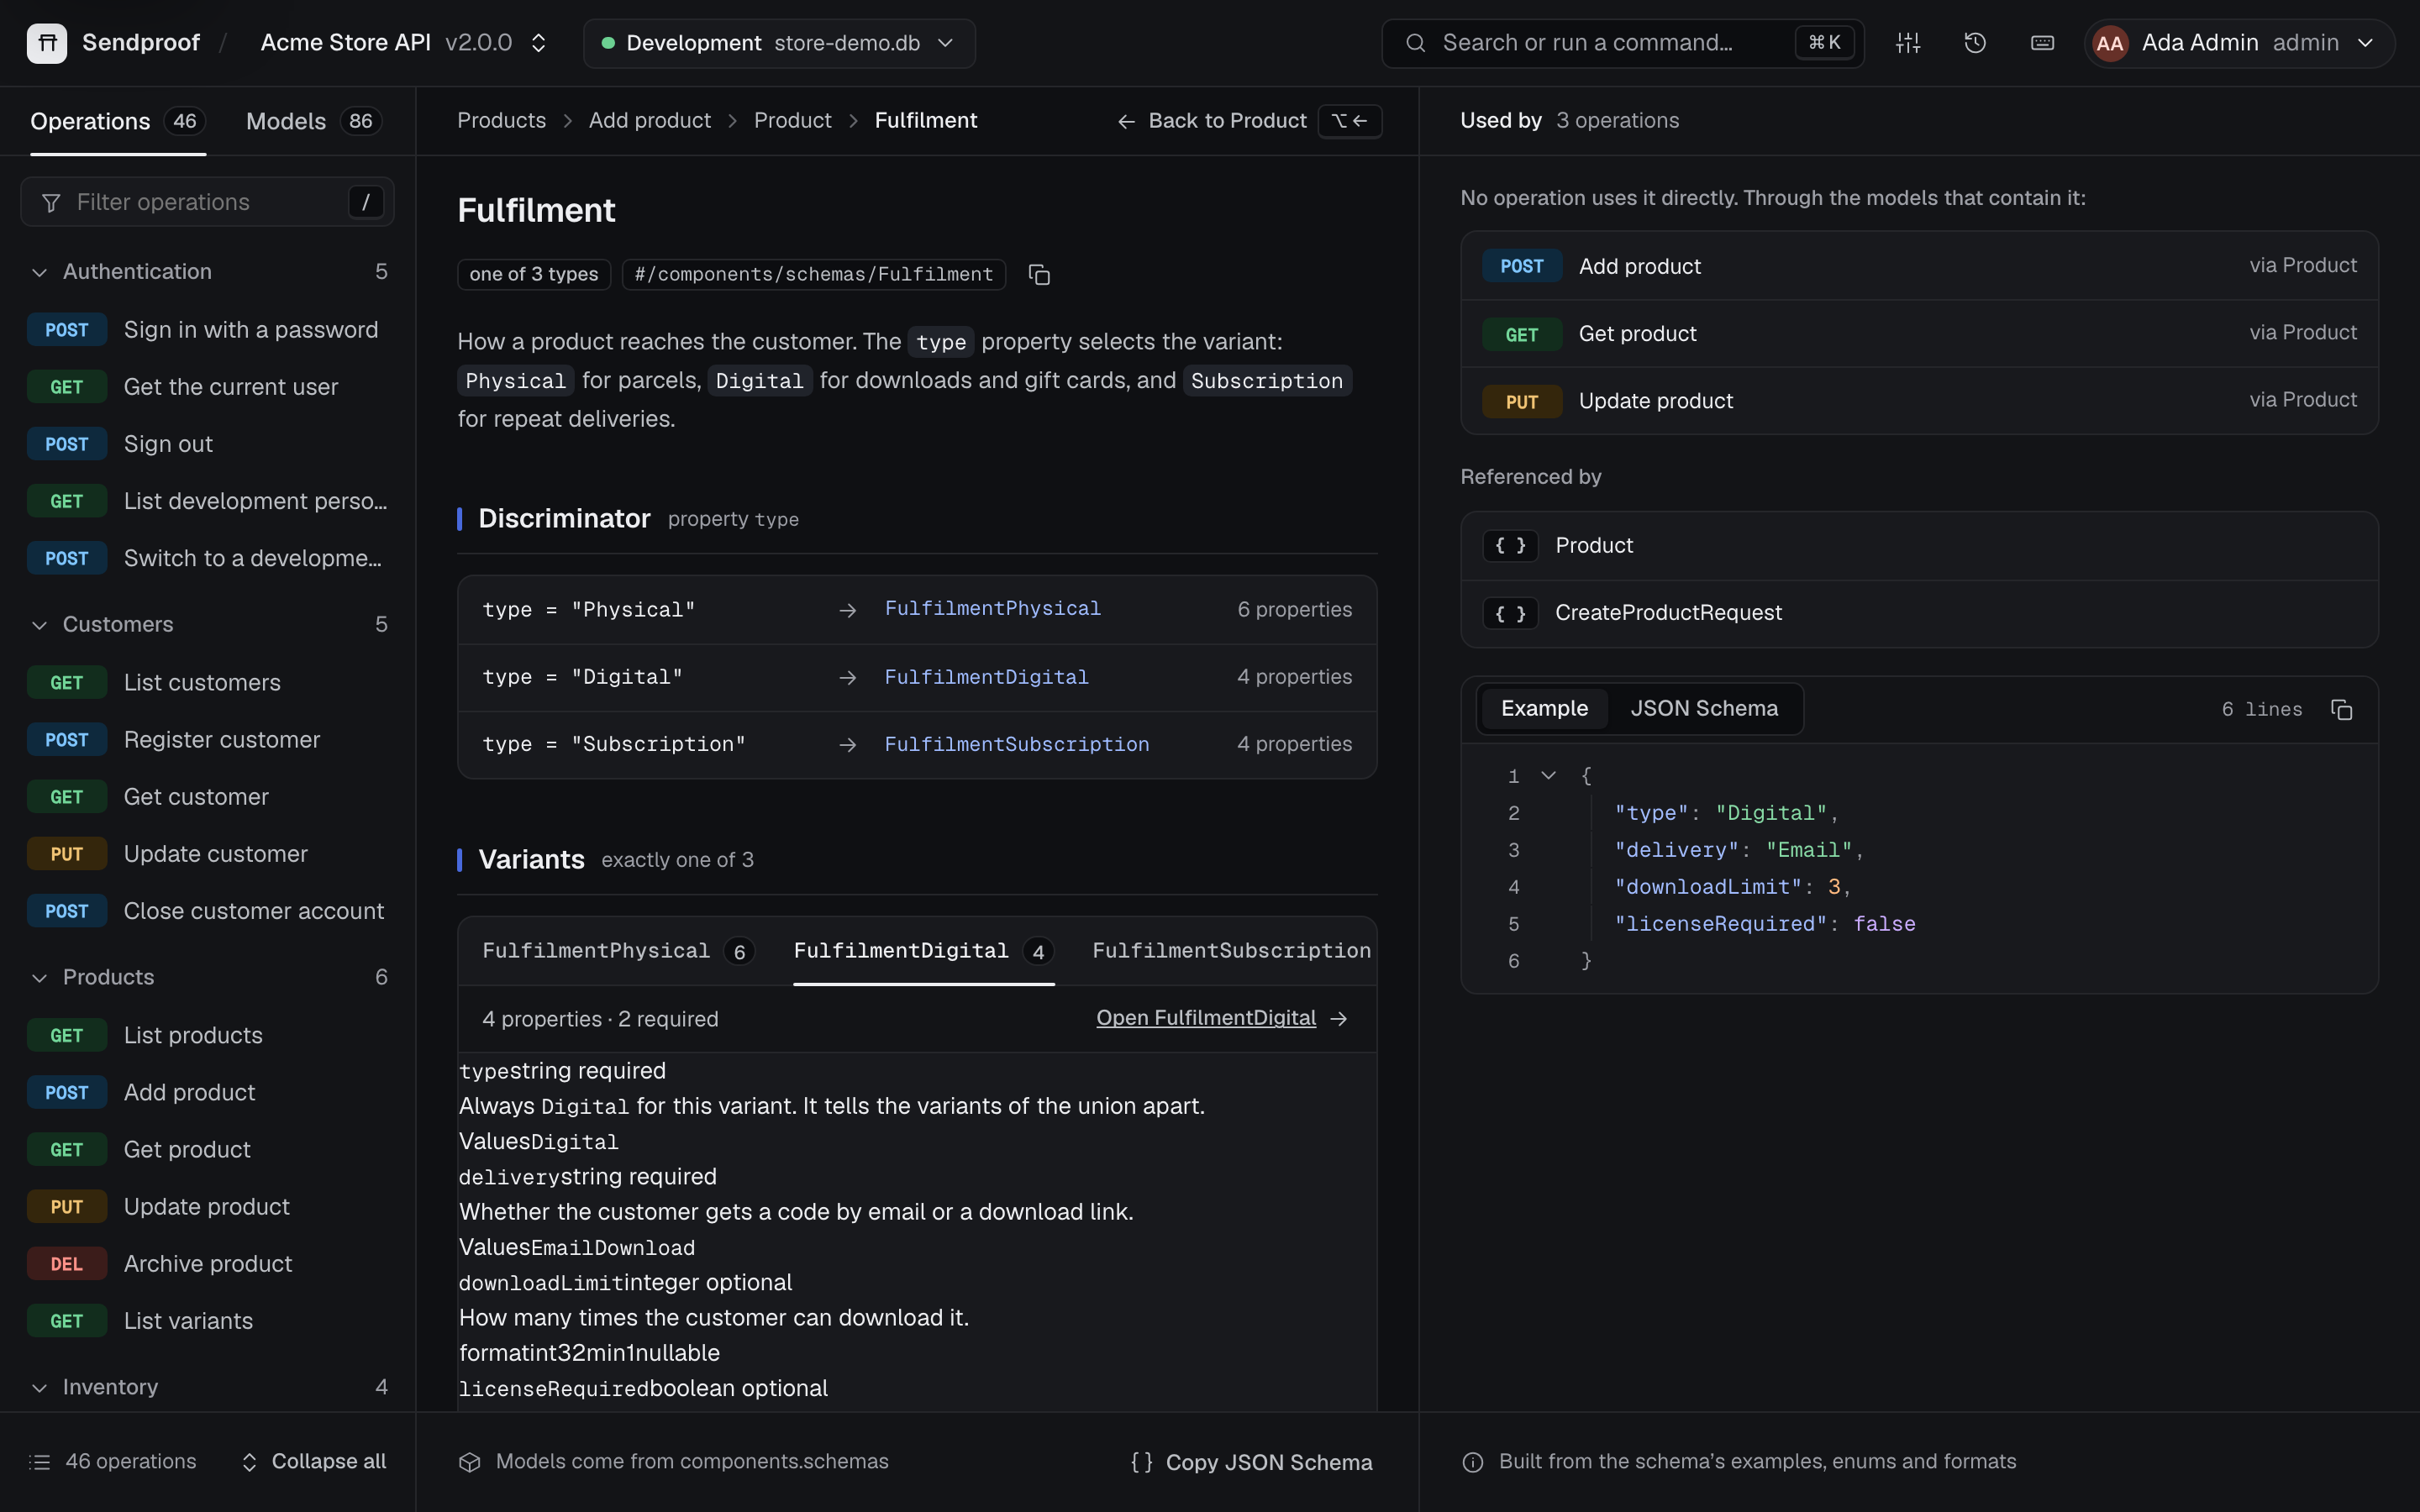 Sendproof / Acme Store API v2.0.0
Development store-demo.db
Search or run a command... ⌘K
AA Ada Admin admin
Operations 46 Models 86
Filter operations /
Authentication 5
POST Sign in with a password
GET Get the current user
POST Sign out
GET List development perso...
POST Switch to a developme...
Customers 5
GET List customers
POST Register customer
GET Get customer
PUT Update customer
POST Close customer account
Products 6
GET List products
POST Add product
GET Get product
PUT Update product
DEL Archive product
GET List variants
Inventory 4
46 operations Collapse all
Products > Add product > Product > Fulfilment
← Back to Product ⌥←
Fulfilment
one of 3 types #/components/schemas/Fulfilment
How a product reaches the customer. The type property selects the variant:
Physical for parcels, Digital for downloads and gift cards, and Subscription
for repeat deliveries.
Discriminator property type
type = "Physical" → FulfilmentPhysical 6 properties
type = "Digital" → FulfilmentDigital 4 properties
type = "Subscription" → FulfilmentSubscription 4 properties
Variants exactly one of 3
FulfilmentPhysical 6 FulfilmentDigital 4 FulfilmentSubscription
4 properties · 2 required Open FulfilmentDigital →
typestring required
Always Digital for this variant. It tells the variants of the union apart.
ValuesDigital
deliverystring required
Whether the customer gets a code by email or a download link.
ValuesEmailDownload
downloadLimitinteger optional
How many times the customer can download it.
formatint32min1nullable
licenseRequiredboolean optional
Models come from components.schemas {} Copy JSON Schema
Used by 3 operations
No operation uses it directly. Through the models that contain it:
POST Add product via Product
GET Get product via Product
PUT Update product via Product
Referenced by
{ } Product
{ } CreateProductRequest
Example JSON Schema 6 lines
1 {
2 "type": "Digital",
3 "delivery": "Email",
4 "downloadLimit": 3,
5 "licenseRequired": false
6 }
Built from the schema's examples, enums and formats